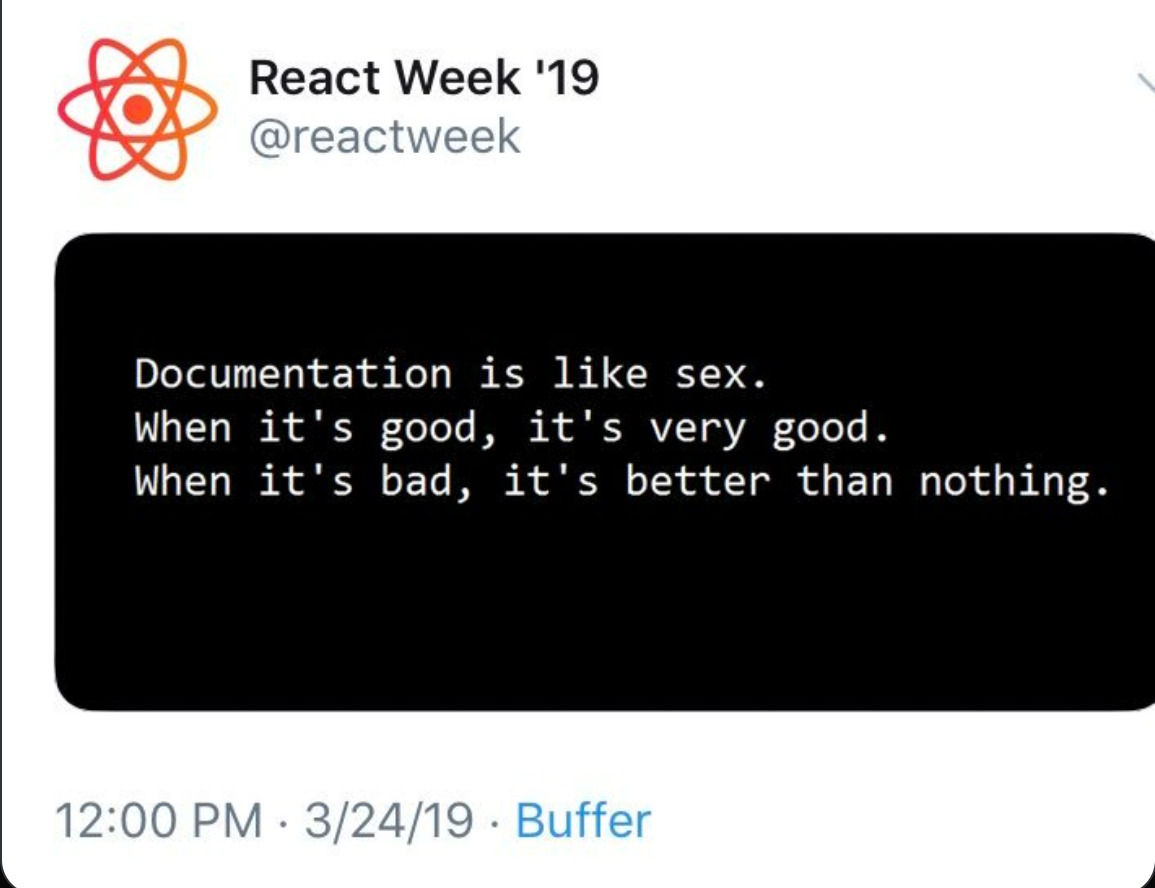 React Week '19
@reactweek
Documentation is like sex.
When it's good, it's very good.
When it's bad, it's better than nothing.
12:00 PM · 3/24/19 · Buffer